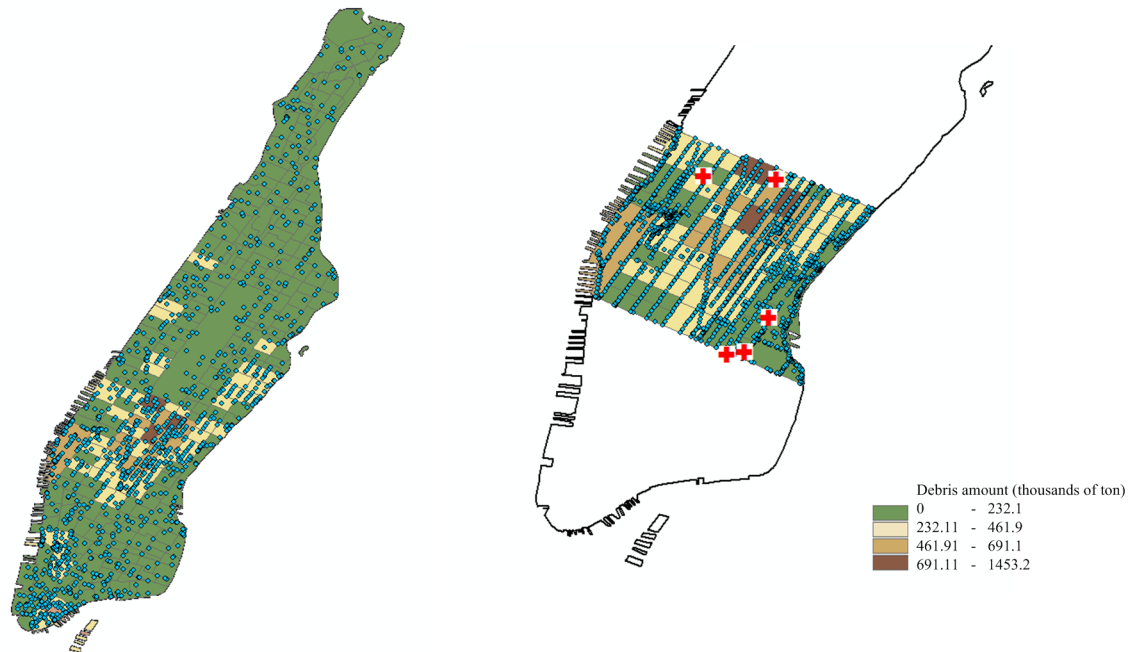 Debris amount (thousands of ton)
0 - 232.1
232.11 - 461.9
461.91 - 691.1
691.11 - 1453.2